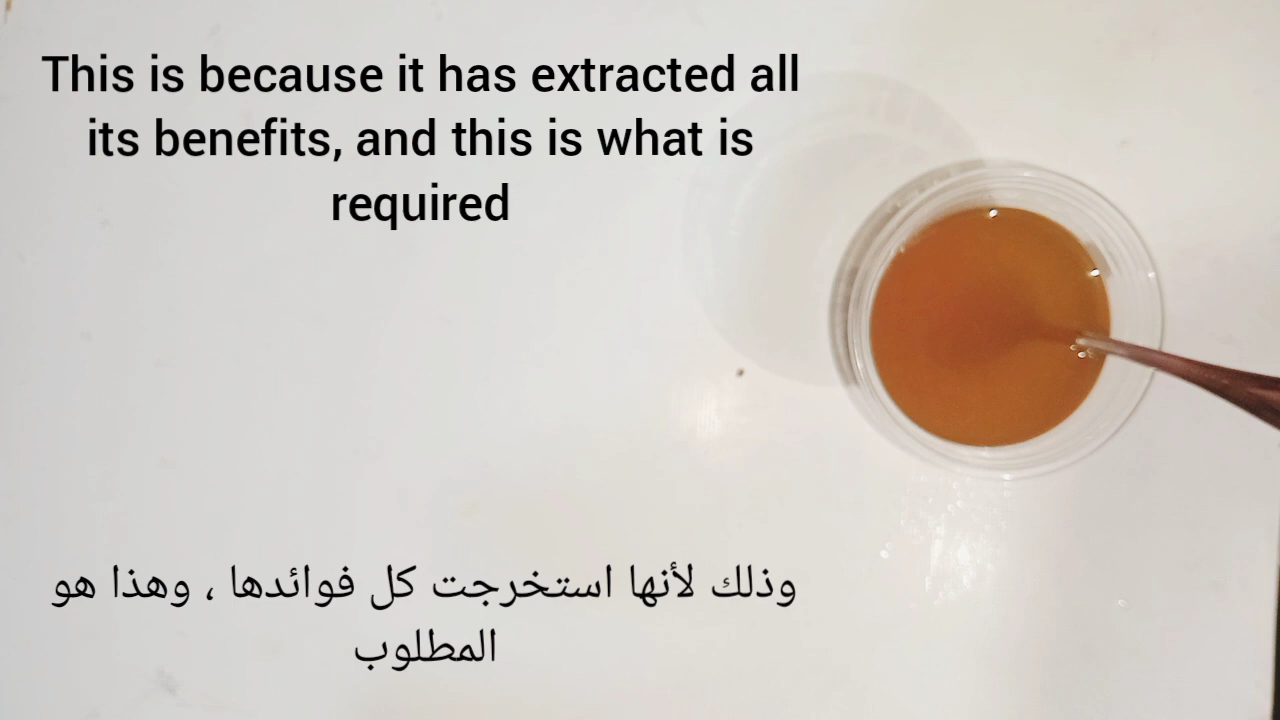 This is because it has extracted all
its benefits, and this is what is
required
وذلك لأنها استخرجت كل فوائدها ، وهذا هو
المطلوب